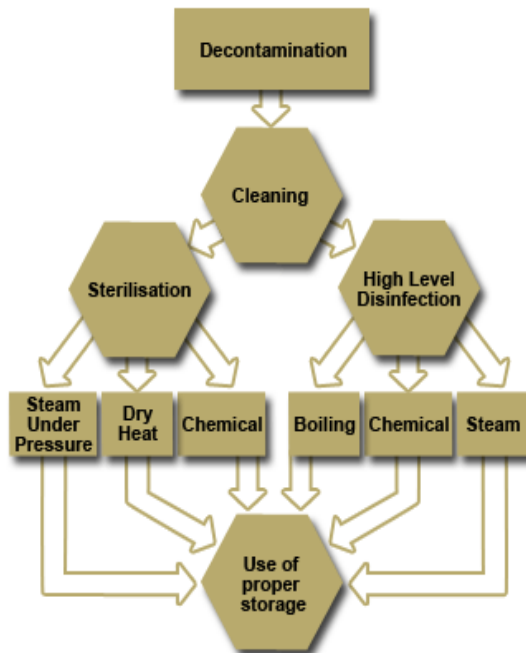 Decontamination
Cleaning
Sterilisation
High Level
Disinfection
Steam
Under
Pressure
Dry
Heat
Chemical
Boiling
Chemical
Steam
Use of
proper
storage